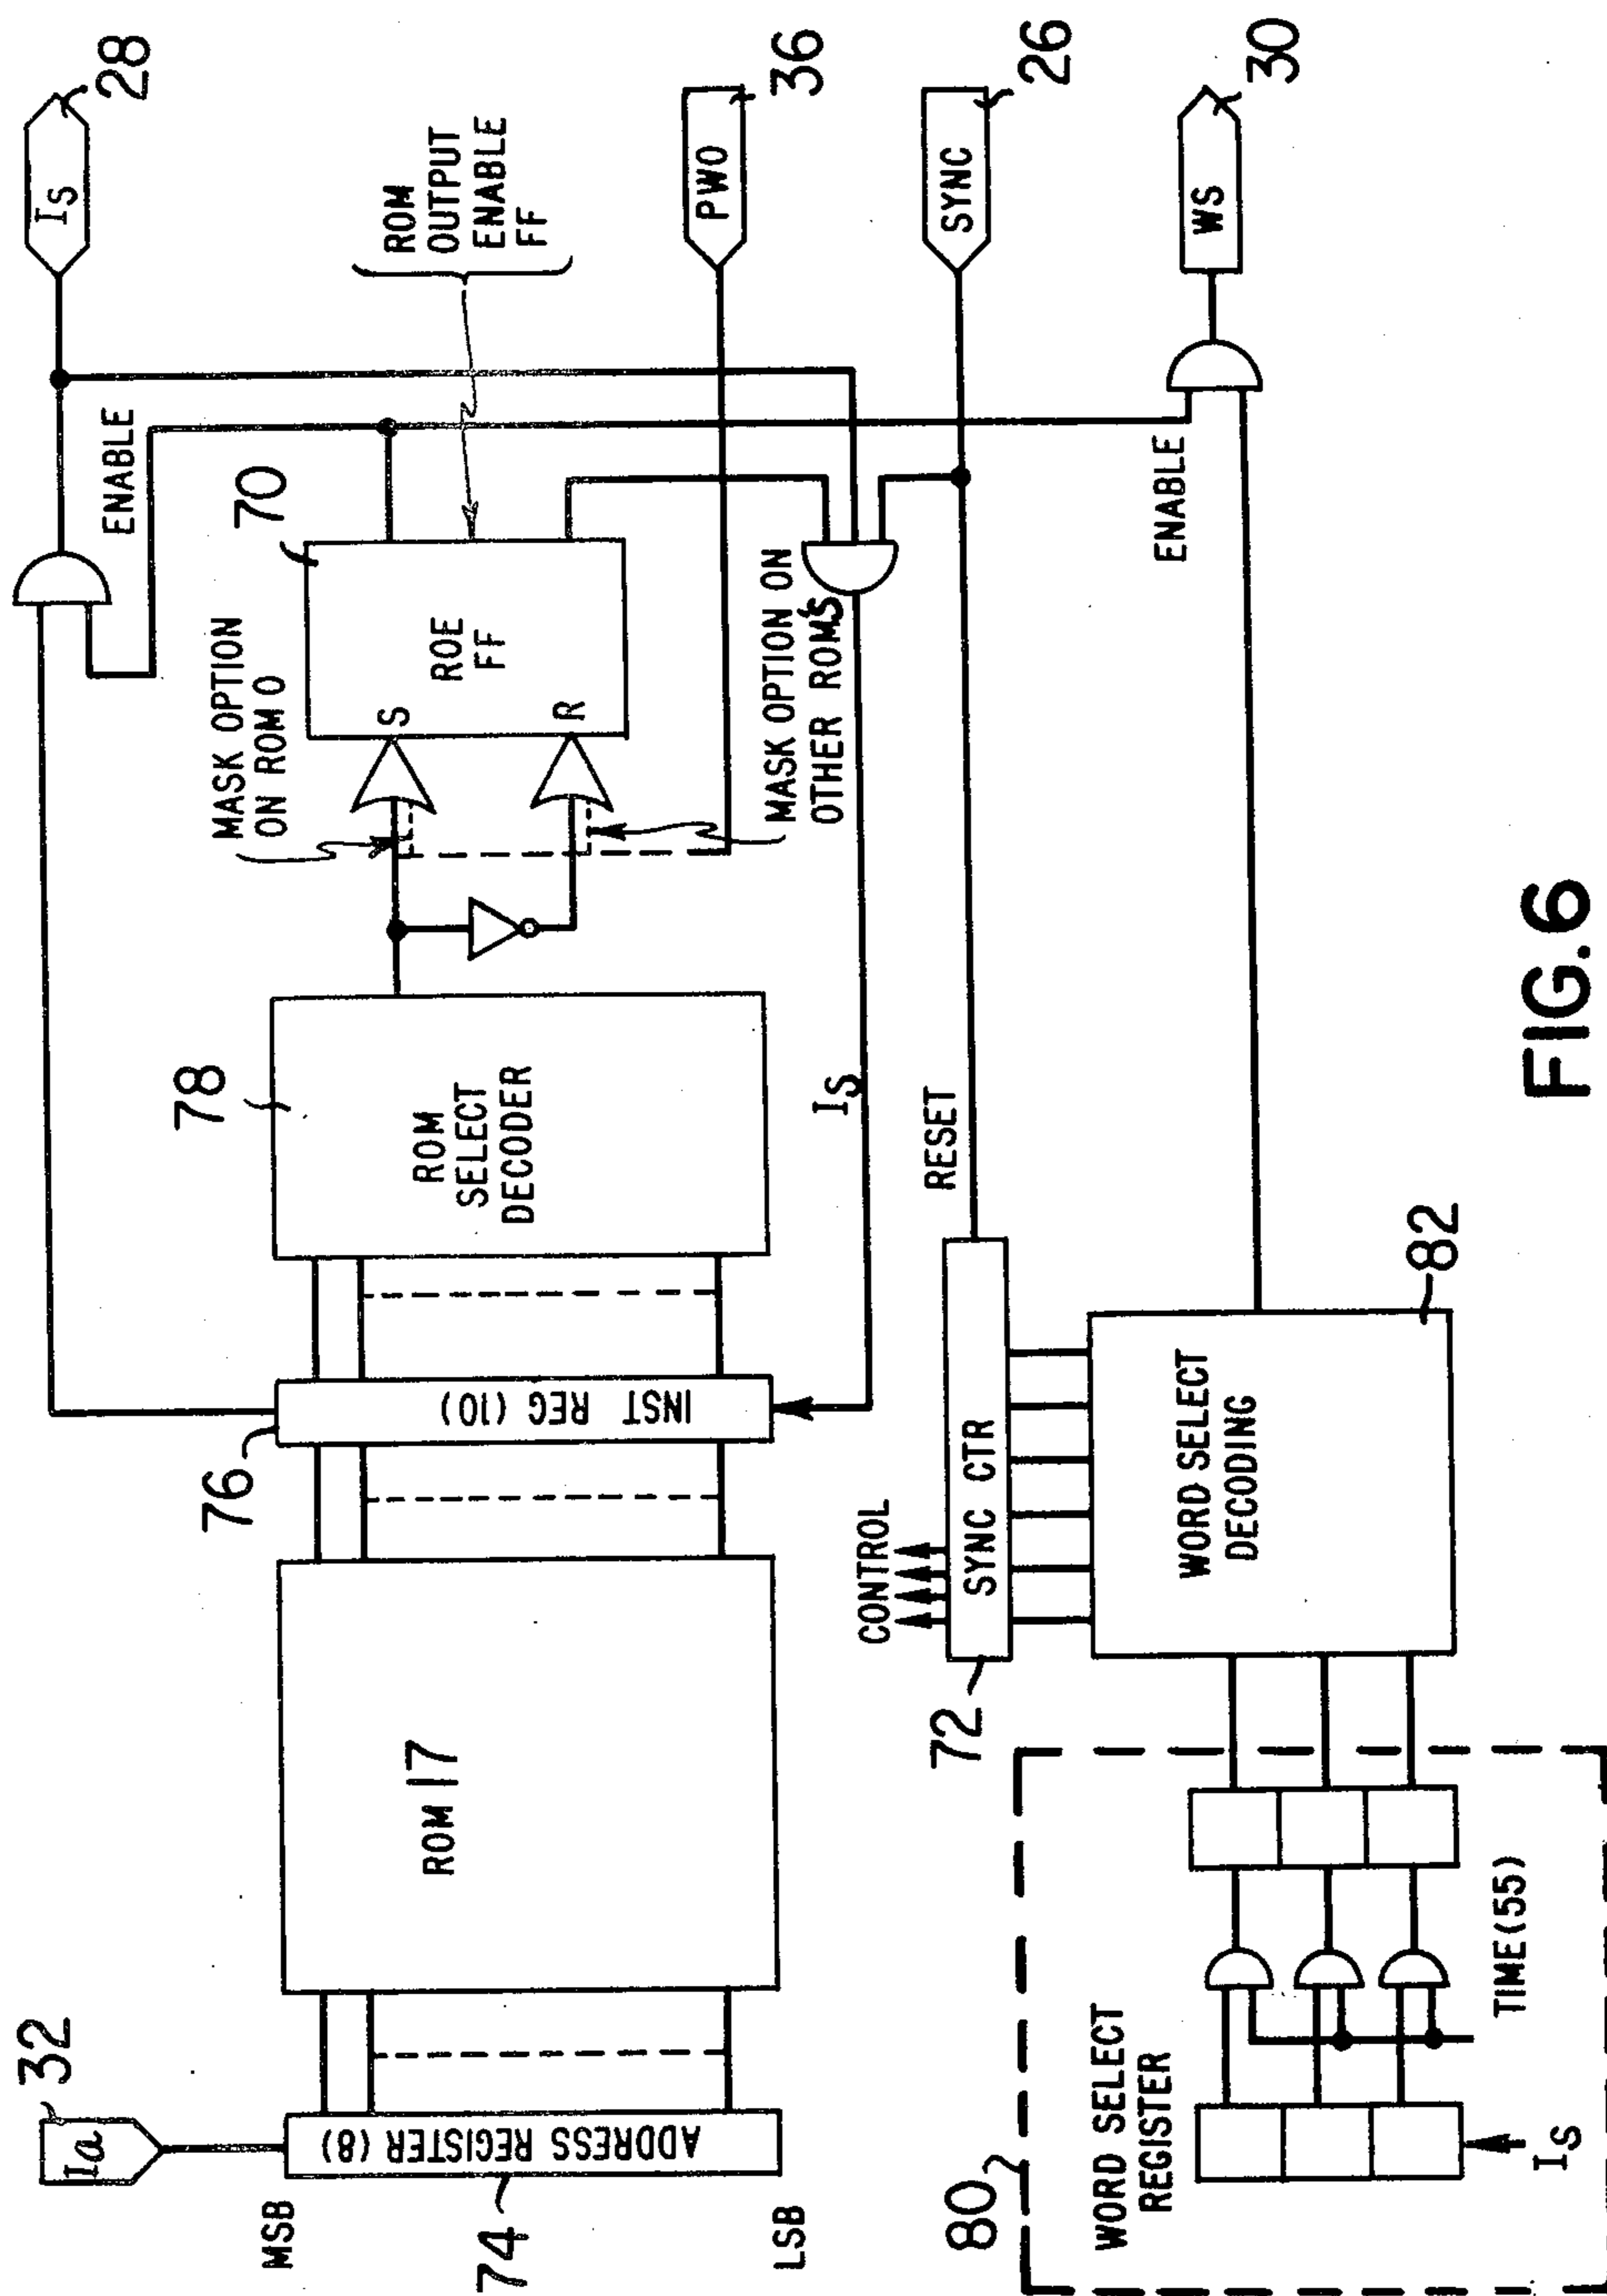 32
Ia
MSB
LSB
ADDRESS REGISTER (8)
74
ROM 17
76
INST REG (10)
78
ROM
SELECT
DECODER
MASK OPTION
ON ROM 0
S
R
ROE
FF
70
ENABLE
IS
28
ROM
OUTPUT
ENABLE
FF
PWO
36
MASK OPTION ON
OTHER ROM'S
IS
SYNC
26
RESET
CONTROL
SYNC CTR
72
WORD SELECT
DECODING
82
ENABLE
WS
30
80
WORD SELECT
REGISTER
TIME(55)
IS
FIG.6